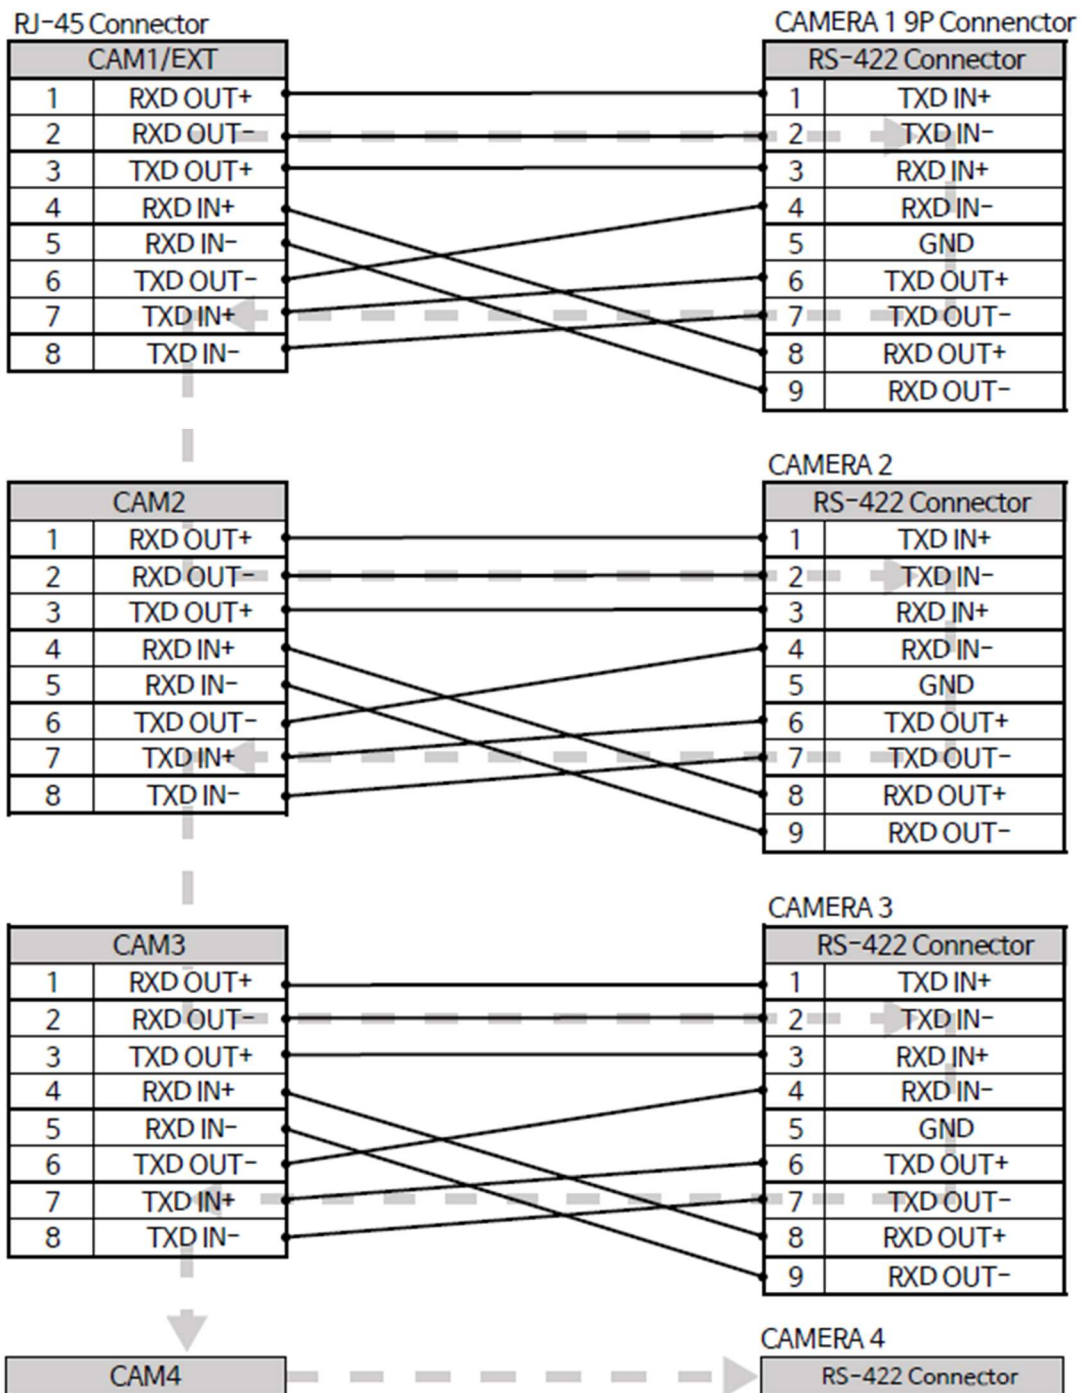 RJ-45 Connector
CAMERA 1 9P Connenctor
CAM1/EXT
RS-422 Connector
1 RXD OUT+
1 TXD IN+
2 RXD OUT-
2 TXD IN-
3 TXD OUT+
3 RXD IN+
4 RXD IN+
4 RXD IN-
5 RXD IN-
5 GND
6 TXD OUT-
6 TXD OUT+
7 TXD IN+
7 TXD OUT-
8 TXD IN-
8 RXD OUT+
9 RXD OUT-
CAMERA 2
CAM2
RS-422 Connector
1 RXD OUT+
1 TXD IN+
2 RXD OUT-
2 TXD IN-
3 TXD OUT+
3 RXD IN+
4 RXD IN+
4 RXD IN-
5 RXD IN-
5 GND
6 TXD OUT-
6 TXD OUT+
7 TXD IN+
7 TXD OUT-
8 TXD IN-
8 RXD OUT+
9 RXD OUT-
CAMERA 3
CAM3
RS-422 Connector
1 RXD OUT+
1 TXD IN+
2 RXD OUT-
2 TXD IN-
3 TXD OUT+
3 RXD IN+
4 RXD IN+
4 RXD IN-
5 RXD IN-
5 GND
6 TXD OUT-
6 TXD OUT+
7 TXD IN+
7 TXD OUT-
8 TXD IN-
8 RXD OUT+
9 RXD OUT-
CAMERA 4
CAM4
RS-422 Connector